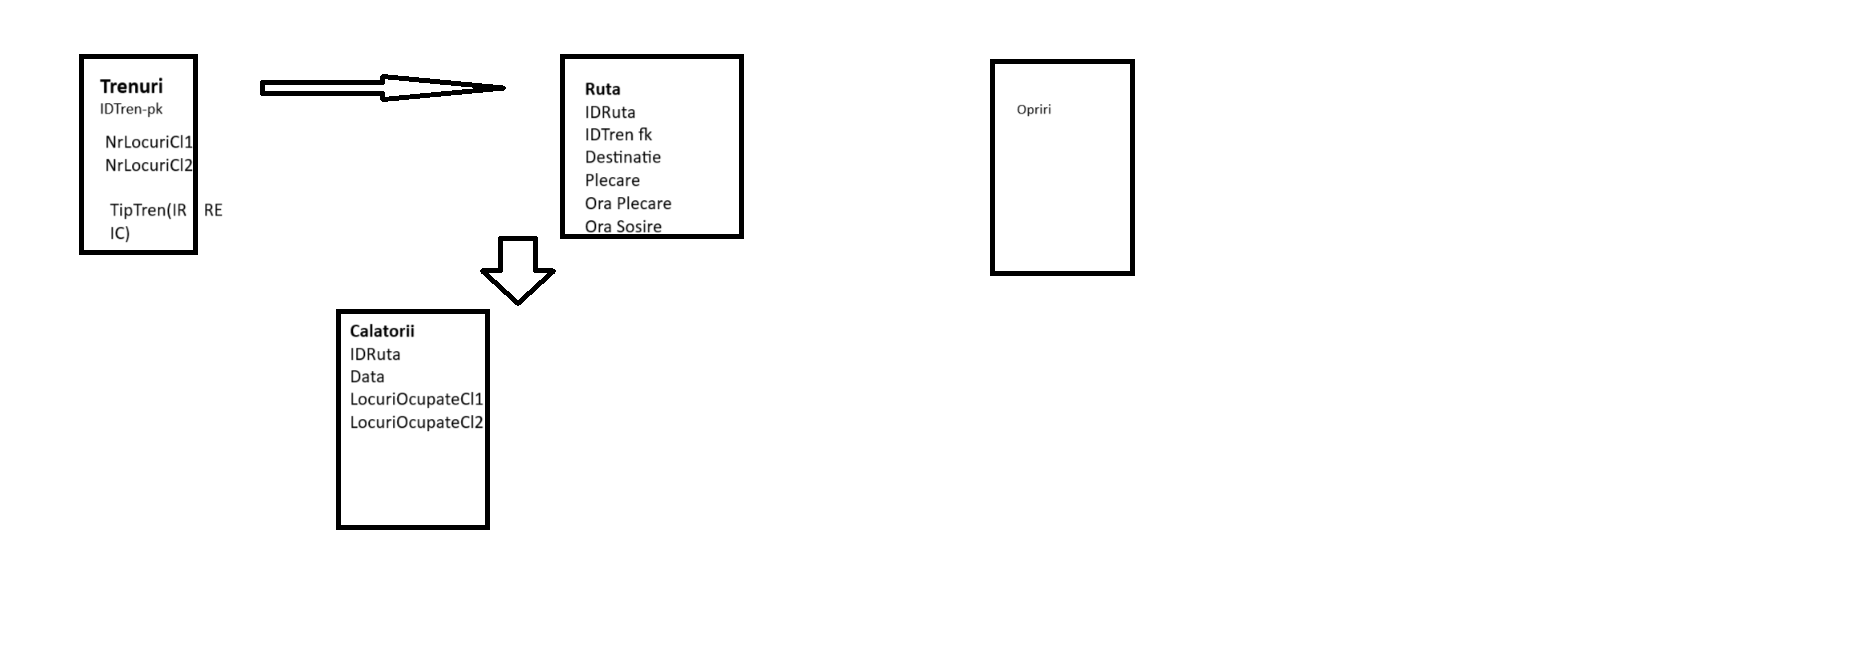 Trenuri
IDTren-pk
NrLocuriCl1
NrLocuriCl2
TipTren(IR RE
IC)
Ruta
IDRuta
IDTren fk
Destinatie
Plecare
Ora Plecare
Ora Sosire
Opriri
Calatorii
IDRuta
Data
LocuriOcupateCl1
LocuriOcupateCl2